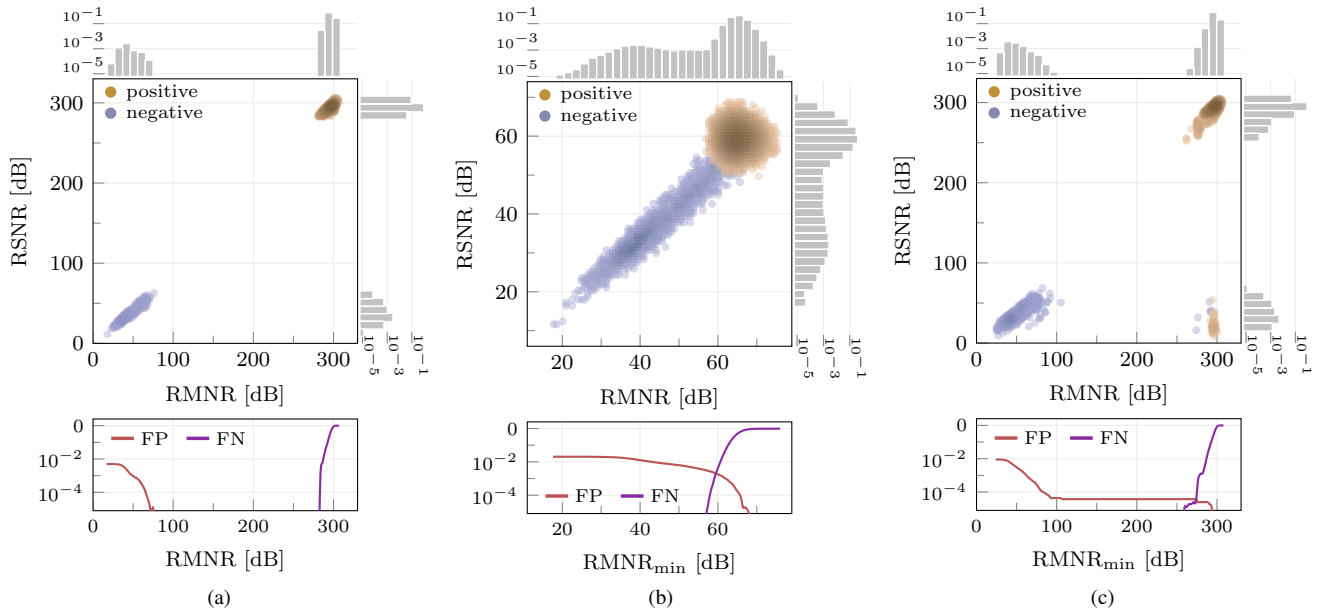 10⁻¹
10⁻³
10⁻⁵
positive
negative
300
200
100
0
RSNR [dB]
0 100 200 300
RMNR [dB]
10⁻⁵
10⁻³
10⁻¹
FP FN
0
10⁻²
10⁻⁴
0 100 200 300
RMNR [dB]
(a)
10⁻¹
10⁻³
10⁻⁵
positive
negative
60
40
20
RSNR [dB]
20 40 60
RMNR [dB]
10⁻⁵
10⁻³
10⁻¹
0
10⁻²
10⁻⁴
FP FN
20 40 60
RMNRmin [dB]
(b)
10⁻¹
10⁻³
10⁻⁵
positive
negative
300
200
100
0
RSNR [dB]
0 100 200 300
RMNR [dB]
10⁻⁵
10⁻³
10⁻¹
FP FN
0
10⁻²
10⁻⁴
0 100 200 300
RMNRmin [dB]
(c)